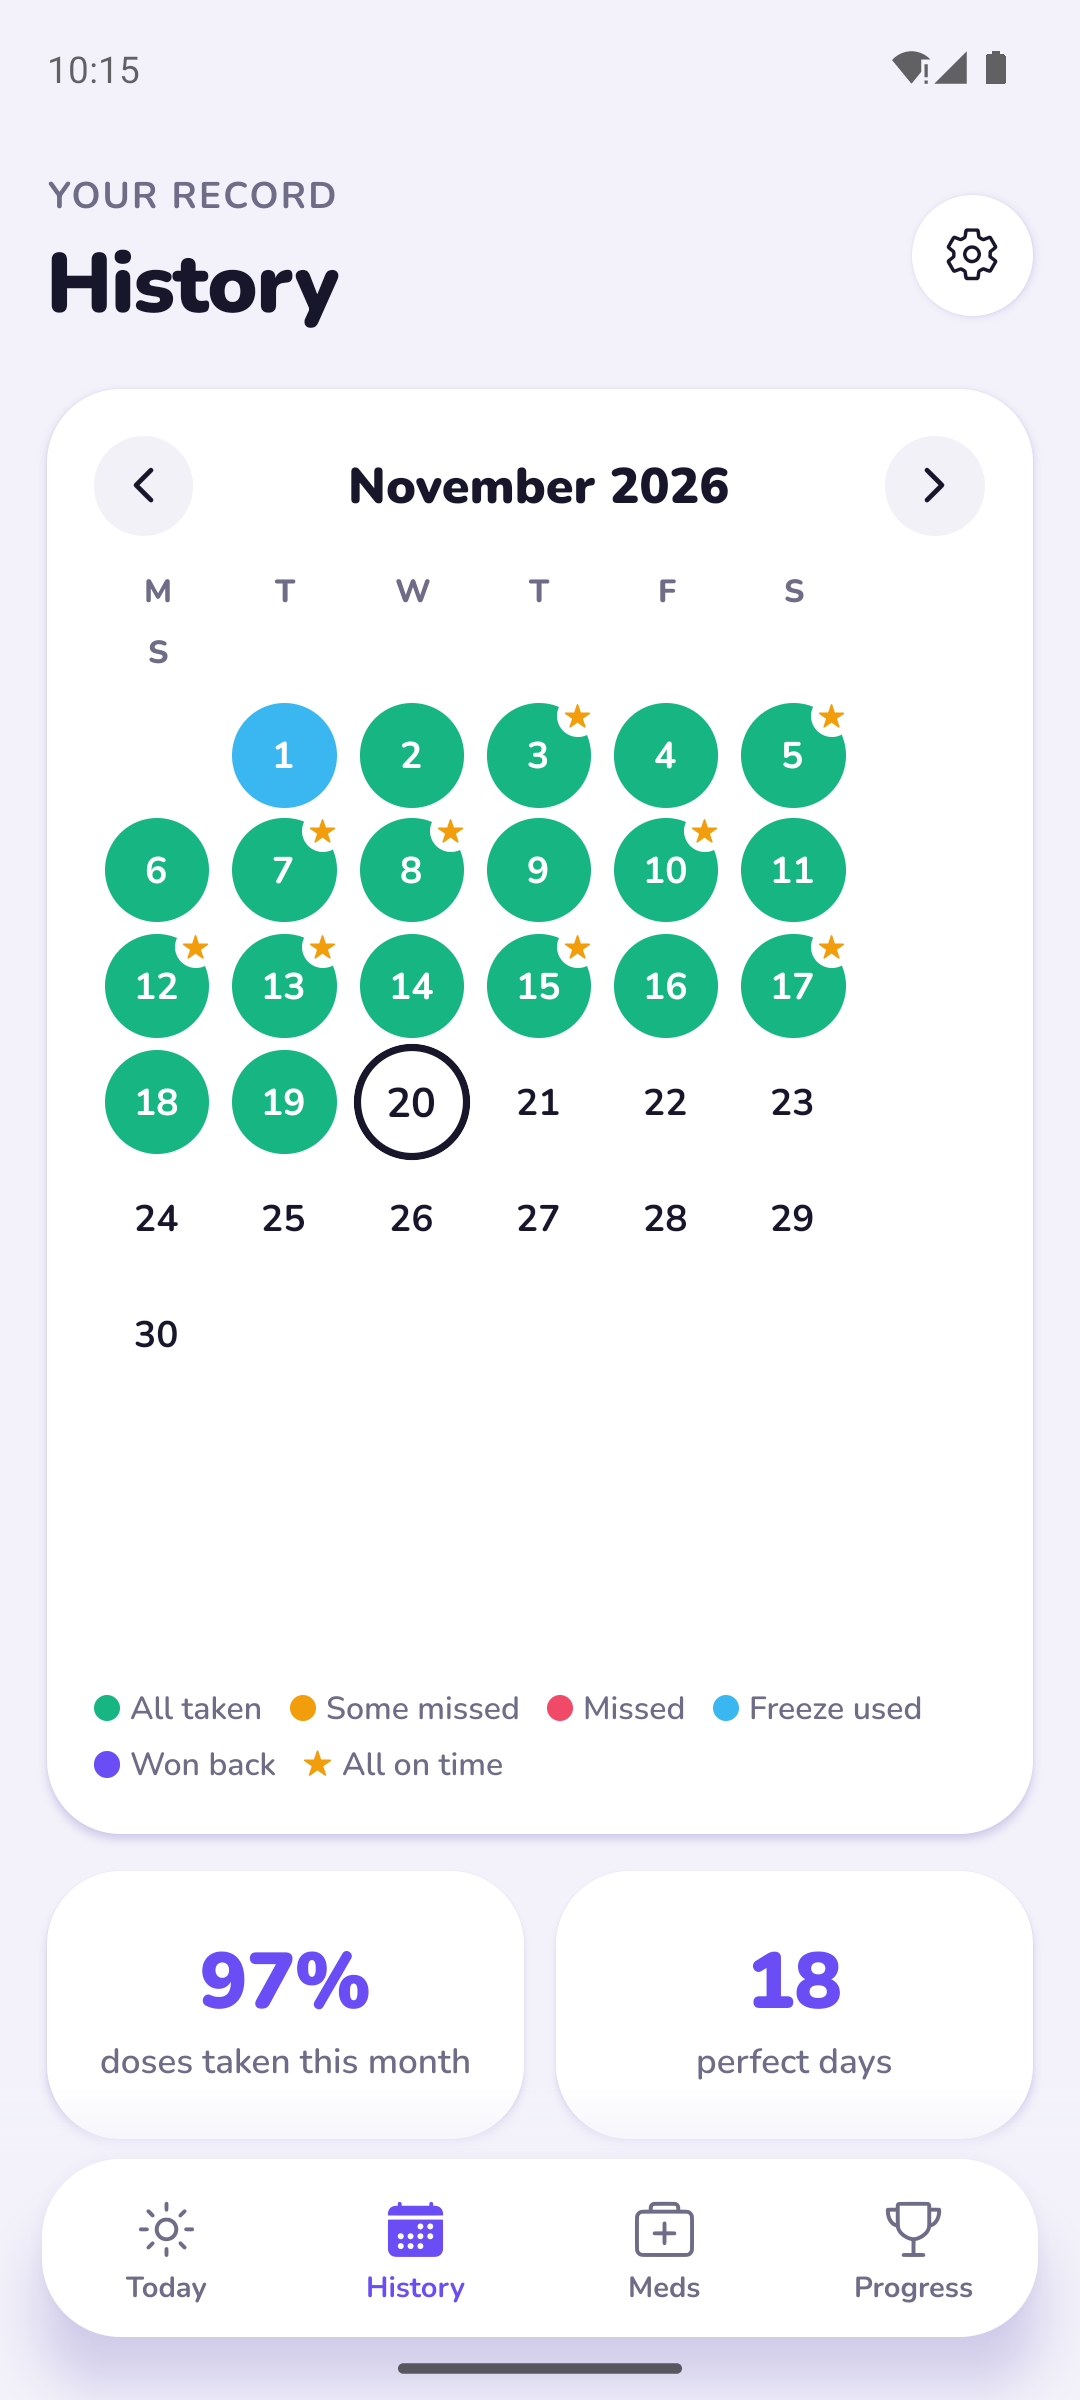 10:15
YOUR RECORD
History
November 2026
M T W T F S
S
1 2 3 4 5
6 7 8 9 10 11
12 13 14 15 16 17
18 19 20 21 22 23
24 25 26 27 28 29
30
All taken Some missed Missed Freeze used
Won back All on time
97%
doses taken this month
18
perfect days
Today History Meds Progress